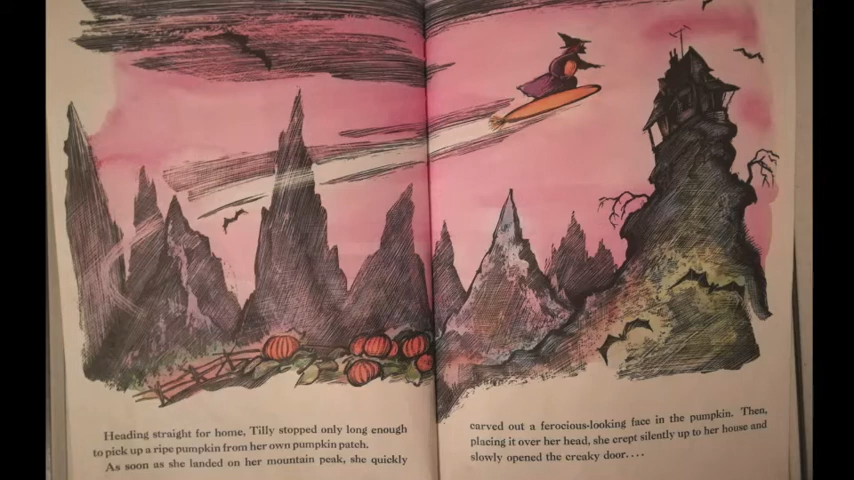 Heading straight for home, Tilly stopped only long enough
to pick up a ripe pumpkin from her own pumpkin patch.
As soon as she landed on her mountain peak, she quickly
carved out a ferocious-looking face in the pumpkin. Then,
placing it over her head, she crept silently up to her house and
slowly opened the creaky door....